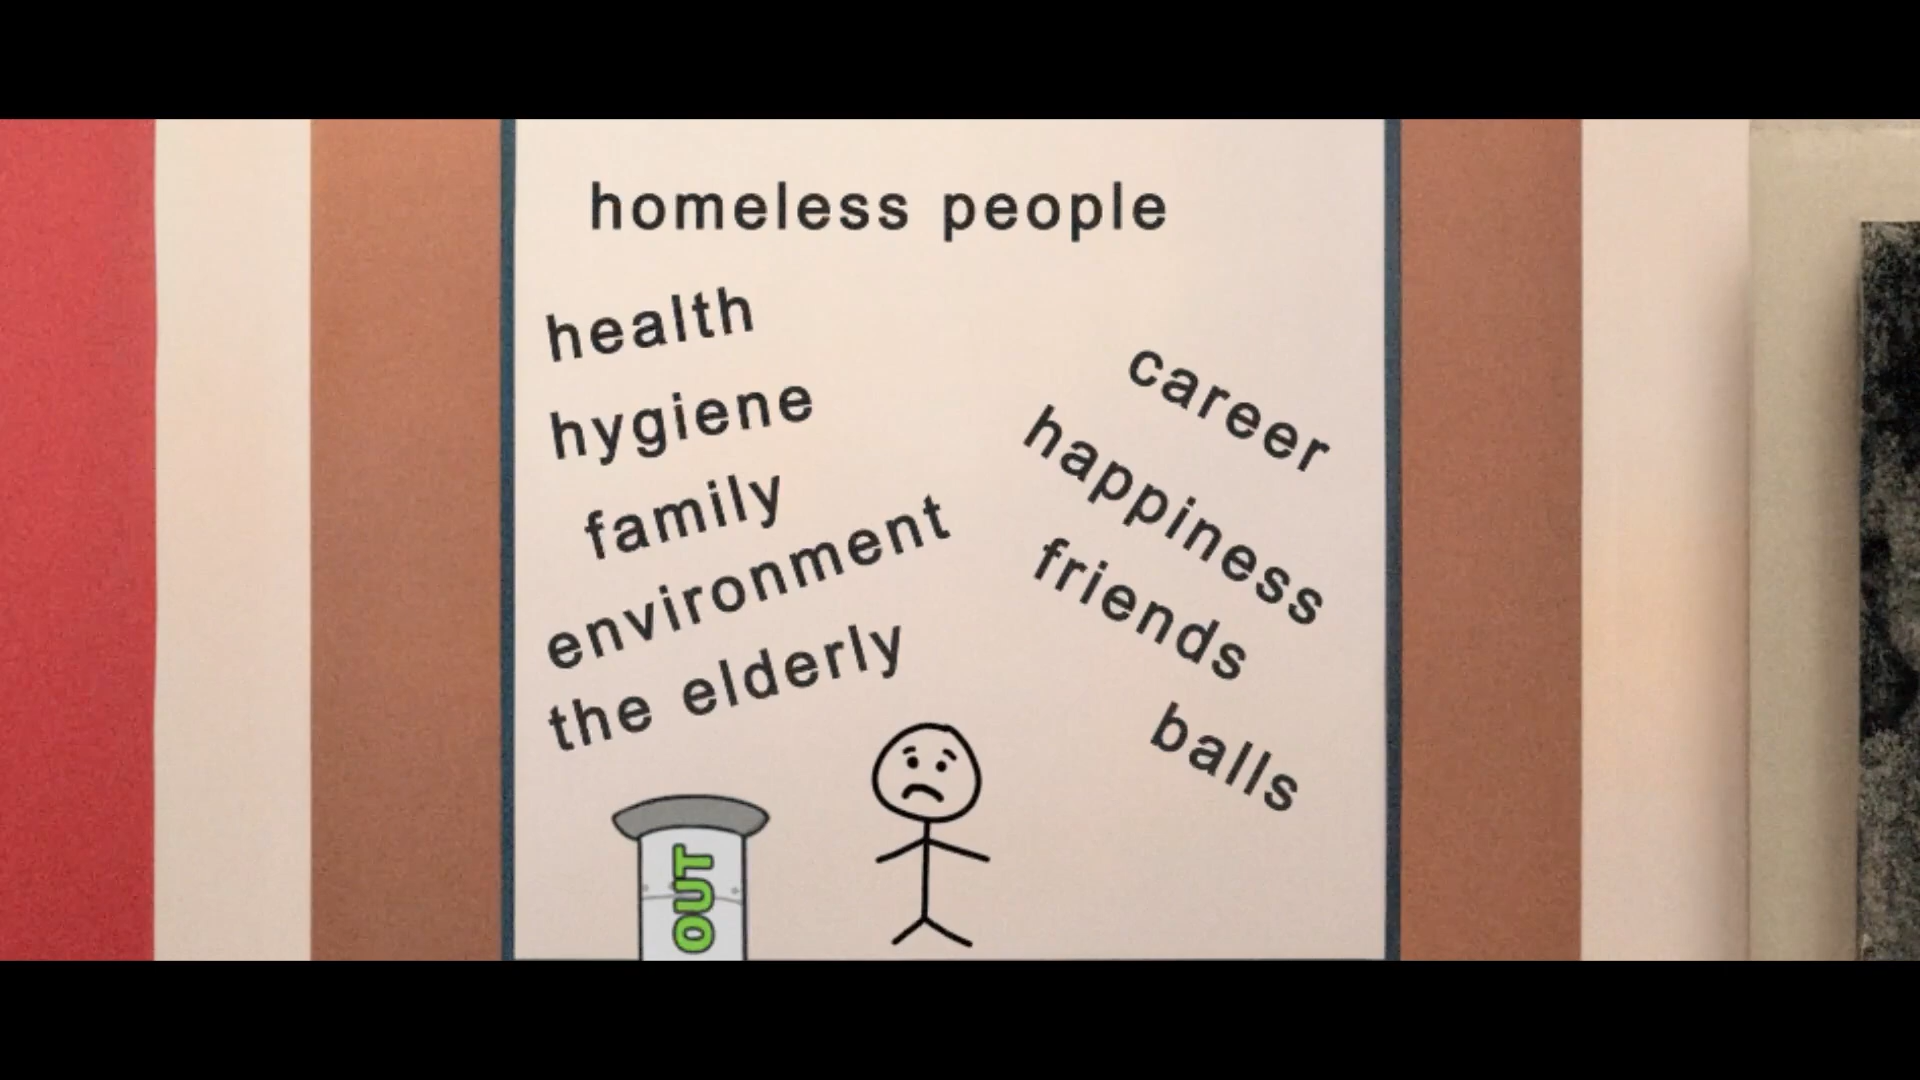 homeless people
health
hygiene
family
environment
the elderly
career
happiness
friends
balls
OUT